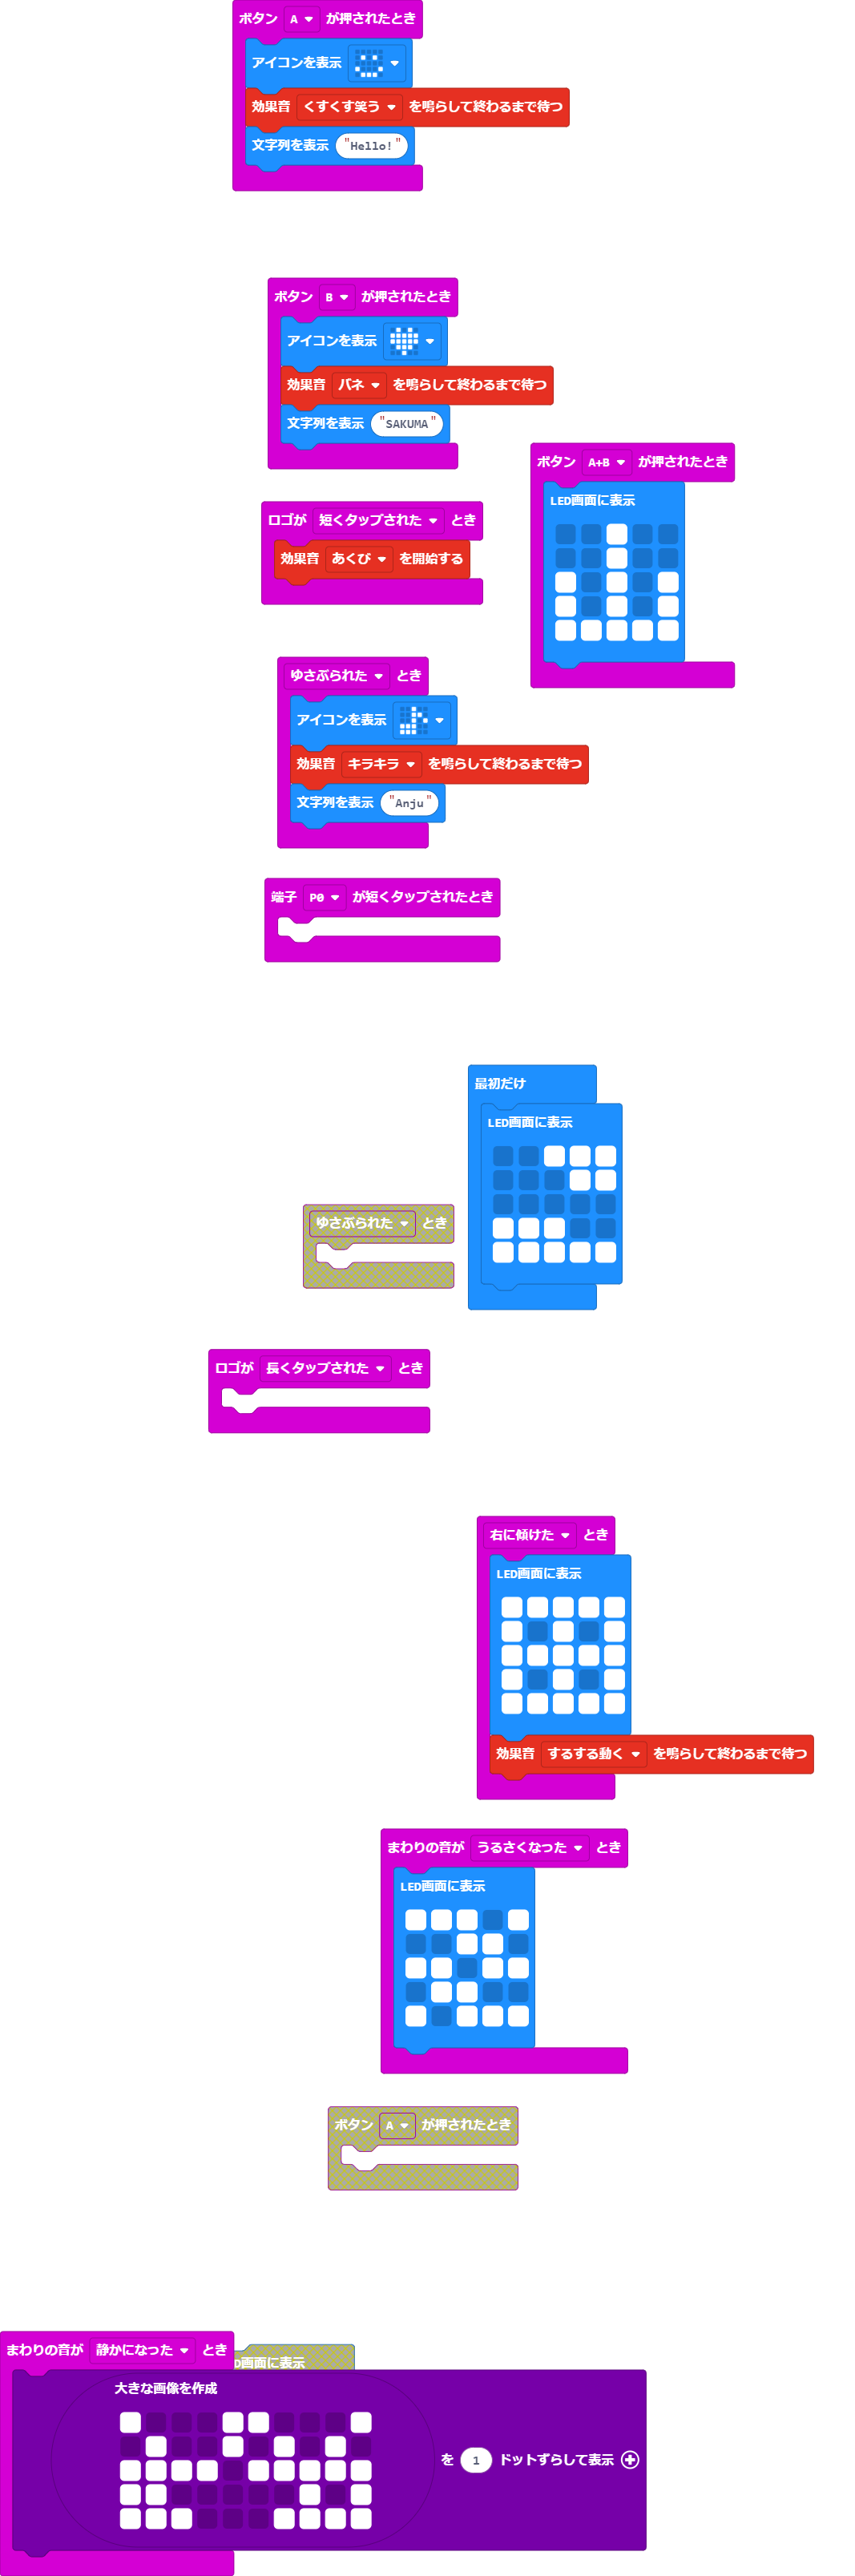 ボタン A が押されたとき
アイコンを表示
効果音 くすくす笑う を鳴らして終わるまで待つ
文字列を表示 "Hello!"
ボタン B が押されたとき
アイコンを表示
効果音 バネ を鳴らして終わるまで待つ
文字列を表示 "SAKUMA"
ボタン A+B が押されたとき
LED画面に表示
ロゴが 短くタップされた とき
効果音 あくび を開始する
ゆさぶられた とき
アイコンを表示
効果音 キラキラ を鳴らして終わるまで待つ
文字列を表示 "Anju"
端子 P0 が短くタップされたとき
最初だけ
LED画面に表示
ゆさぶられた とき
ロゴが 長くタップされた とき
右に傾けた とき
LED画面に表示
効果音 するする動く を鳴らして終わるまで待つ
まわりの音が うるさくなった とき
LED画面に表示
ボタン A が押されたとき
まわりの音が 静かになった とき
D画面に表示
大きな画像を作成
を 1 ドットずらして表示